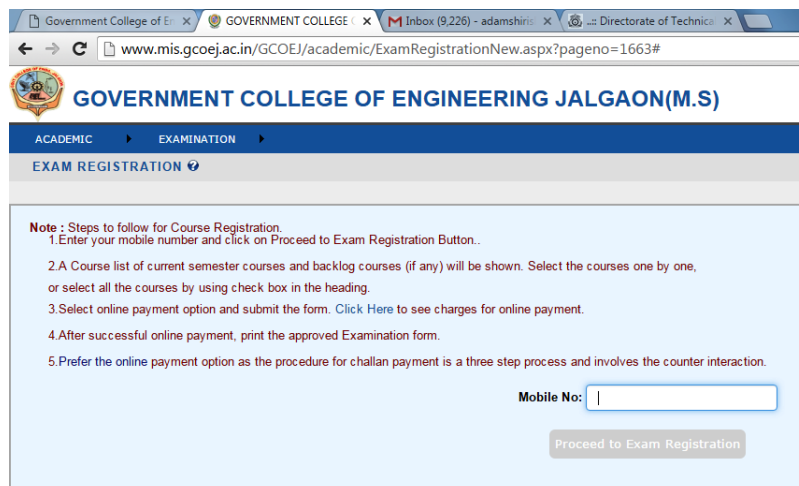 Government College of En
GOVERNMENT COLLEGE
Inbox (9,226) - adamshiris
..:: Directorate of Technica
www.mis.gcoej.ac.in/GCOEJ/academic/ExamRegistrationNew.aspx?pageno=1663#
GOVERNMENT COLLEGE OF ENGINEERING JALGAON(M.S)
ACADEMIC EXAMINATION
EXAM REGISTRATION ?
Note : Steps to follow for Course Registration.
1.Enter your mobile number and click on Proceed to Exam Registration Button..
2.A Course list of current semester courses and backlog courses (if any) will be shown. Select the courses one by one,
or select all the courses by using check box in the heading.
3.Select online payment option and submit the form. Click Here to see charges for online payment.
4.After successful online payment, print the approved Examination form.
5.Prefer the online payment option as the procedure for challan payment is a three step process and involves the counter interaction.
Mobile No:
Proceed to Exam Registration